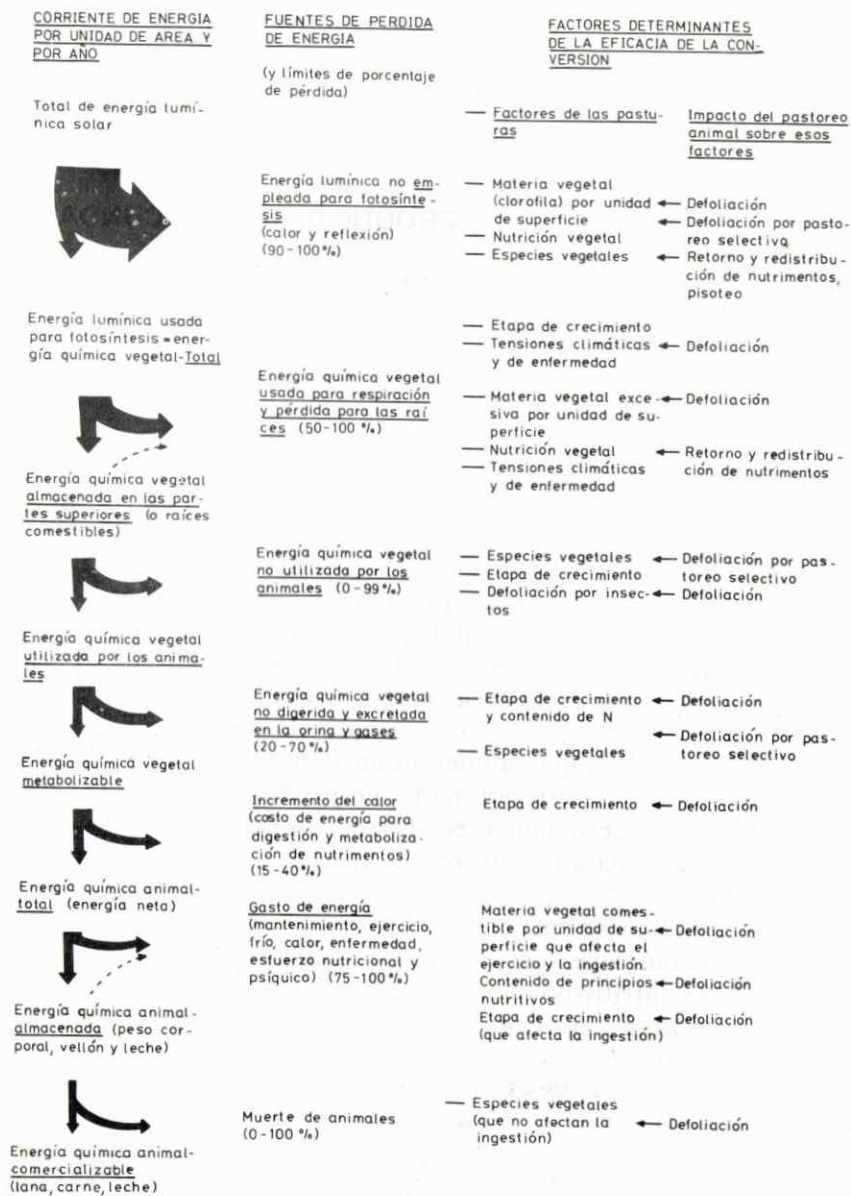 CORRIENTE DE ENERGIA
POR UNIDAD DE AREA Y
POR AÑO
Total de energía lumí-
nica solar
Energía lumínica usada
para fotosíntesis = ener-
gía química vegetal-Total
Energía química vegetal
almacenada en las par-
tes superiores (o raíces
comestibles)
Energía química vegetal
utilizada por los anima-
les
Energía química vegetal
metabolizable
Energía química animal-
total (energía neta)
Energía química animal-
almacenada (peso cor-
poral, vellón y leche)
Energía química animal-
comercializable
(lana, carne, leche)
FUENTES DE PERDIDA
DE ENERGIA
(y límites de porcentaje
de pérdida)
Energía lumínica no em-
pleada para fotosínte-
sis
(calor y reflexión)
(90-100 %)
Energía química vegetal
usada para respiración
y pérdida para las raí-
ces (50-100 %)
Energía química vegetal
no utilizada por los
animales (0-99 %)
Energía química vegetal
no digerida y excretada
en la orina y gases
(20-70 %)
Incremento del calor
(costo de energía para
digestión y metaboliza-
ción de nutrimentos)
(15-40 %)
Gasto de energía
(mantenimiento, ejercicio,
frío, calor, enfermedad,
esfuerzo nutricional y
psíquico) (75-100 %)
Muerte de animales
(0-100 %)
FACTORES DETERMINANTES
DE LA EFICACIA DE LA CON-
VERSION
— Factores de las pastu-
ras
Impacto del pastoreo
animal sobre esos
factores
— Materia vegetal
(clorofila) por unidad ← Defoliación
de superficie ← Defoliación por pasto-
reo selectivo
— Nutrición vegetal
— Especies vegetales ← Retorno y redistribu-
ción de nutrimentos,
pisoteo
— Etapa de crecimiento
— Tensiones climáticas ← Defoliación
y de enfermedad
— Materia vegetal exce- ← Defoliación
siva por unidad de su-
perficie
— Nutrición vegetal ← Retorno y redistribu-
— Tensiones climáticas ción de nutrimentos
y de enfermedad
— Especies vegetales ← Defoliación por pas-
— Etapa de crecimiento toreo selectivo
— Defoliación por insec- ← Defoliación
tos
— Etapa de crecimiento ← Defoliación
y contenido de N
← Defoliación por pas-
— Especies vegetales toreo selectivo
Etapa de crecimiento ← Defoliación
Materia vegetal comes-
tible por unidad de su- ← Defoliación
perficie que afecta el
ejercicio y la ingestión.
Contenido de principios ← Defoliación
nutritivos
Etapa de crecimiento ← Defoliación
(que afecta la ingestión)
— Especies vegetales
(que no afectan la ← Defoliación
ingestión)